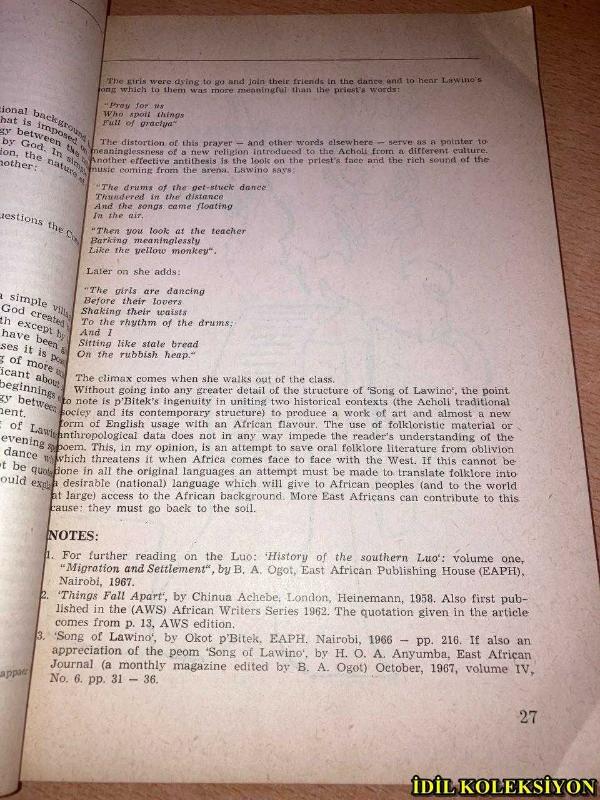 The girls were dying to go and join their friends in the dance and to hear Lawino's
song which to them was more meaningful than the priest's words:
"Pray for us
Who spoil things
Full of graciya"
The distortion of this prayer — and other words elsewhere — serve as a pointer to
meaninglessness of a new religion introduced to the Acholi from a different culture.
Another effective antithesis is the look on the priest's face and the rich sound of the
music coming from the arena. Lawino says:
"The drums of the get-stuck dance
Thundered in the distance
And the songs came floating
In the air.
"Then you look at the teacher
Barking meaninglessly
Like the yellow monkey".
Later on she adds:
"The girls are dancing
Before their lovers
Shaking their waists
To the rhythm of the drums;
And I
Sitting like stale bread
On the rubbish heap."
The climax comes when she walks out of the class.
Without going into any greater detail of the structure of 'Song of Lawino', the point
to note is p'Bitek's ingenuity in uniting two historical contexts (the Acholi traditional
society and its contemporary structure) to produce a work of art and almost a new
form of English usage with an African flavour. The use of folkloristic material or
anthropological data does not in any way impede the reader's understanding of the
poem. This, in my opinion, is an attempt to save oral folklore literature from oblivion
which threatens it when Africa comes face to face with the West. If this cannot be
done in all the original languages an attempt must be made to translate folklore into
a desirable (national) language which will give to African peoples (and to the world
at large) access to the African background. More East Africans can contribute to this
cause: they must go back to the soil.
NOTES:
1. For further reading on the Luo: 'History of the southern Luo': volume one,
"Migration and Settlement", by B. A. Ogot, East African Publishing House (EAPH),
Nairobi, 1967.
2. 'Things Fall Apart', by Chinua Achebe, London, Heinemann, 1958. Also first pub-
lished in the (AWS) African Writers Series 1962. The quotation given in the article
comes from p. 13, AWS edition.
3. 'Song of Lawino', by Okot p'Bitek, EAPH, Nairobi, 1966 — pp. 216. If also an
appreciation of the peom 'Song of Lawino', by H. O. A. Anyumba, East African
Journal (a monthly magazine edited by B. A. Ogot) October, 1967, volume IV,
No. 6. pp. 31 — 36.
27
İDİL KOLEKSİYON